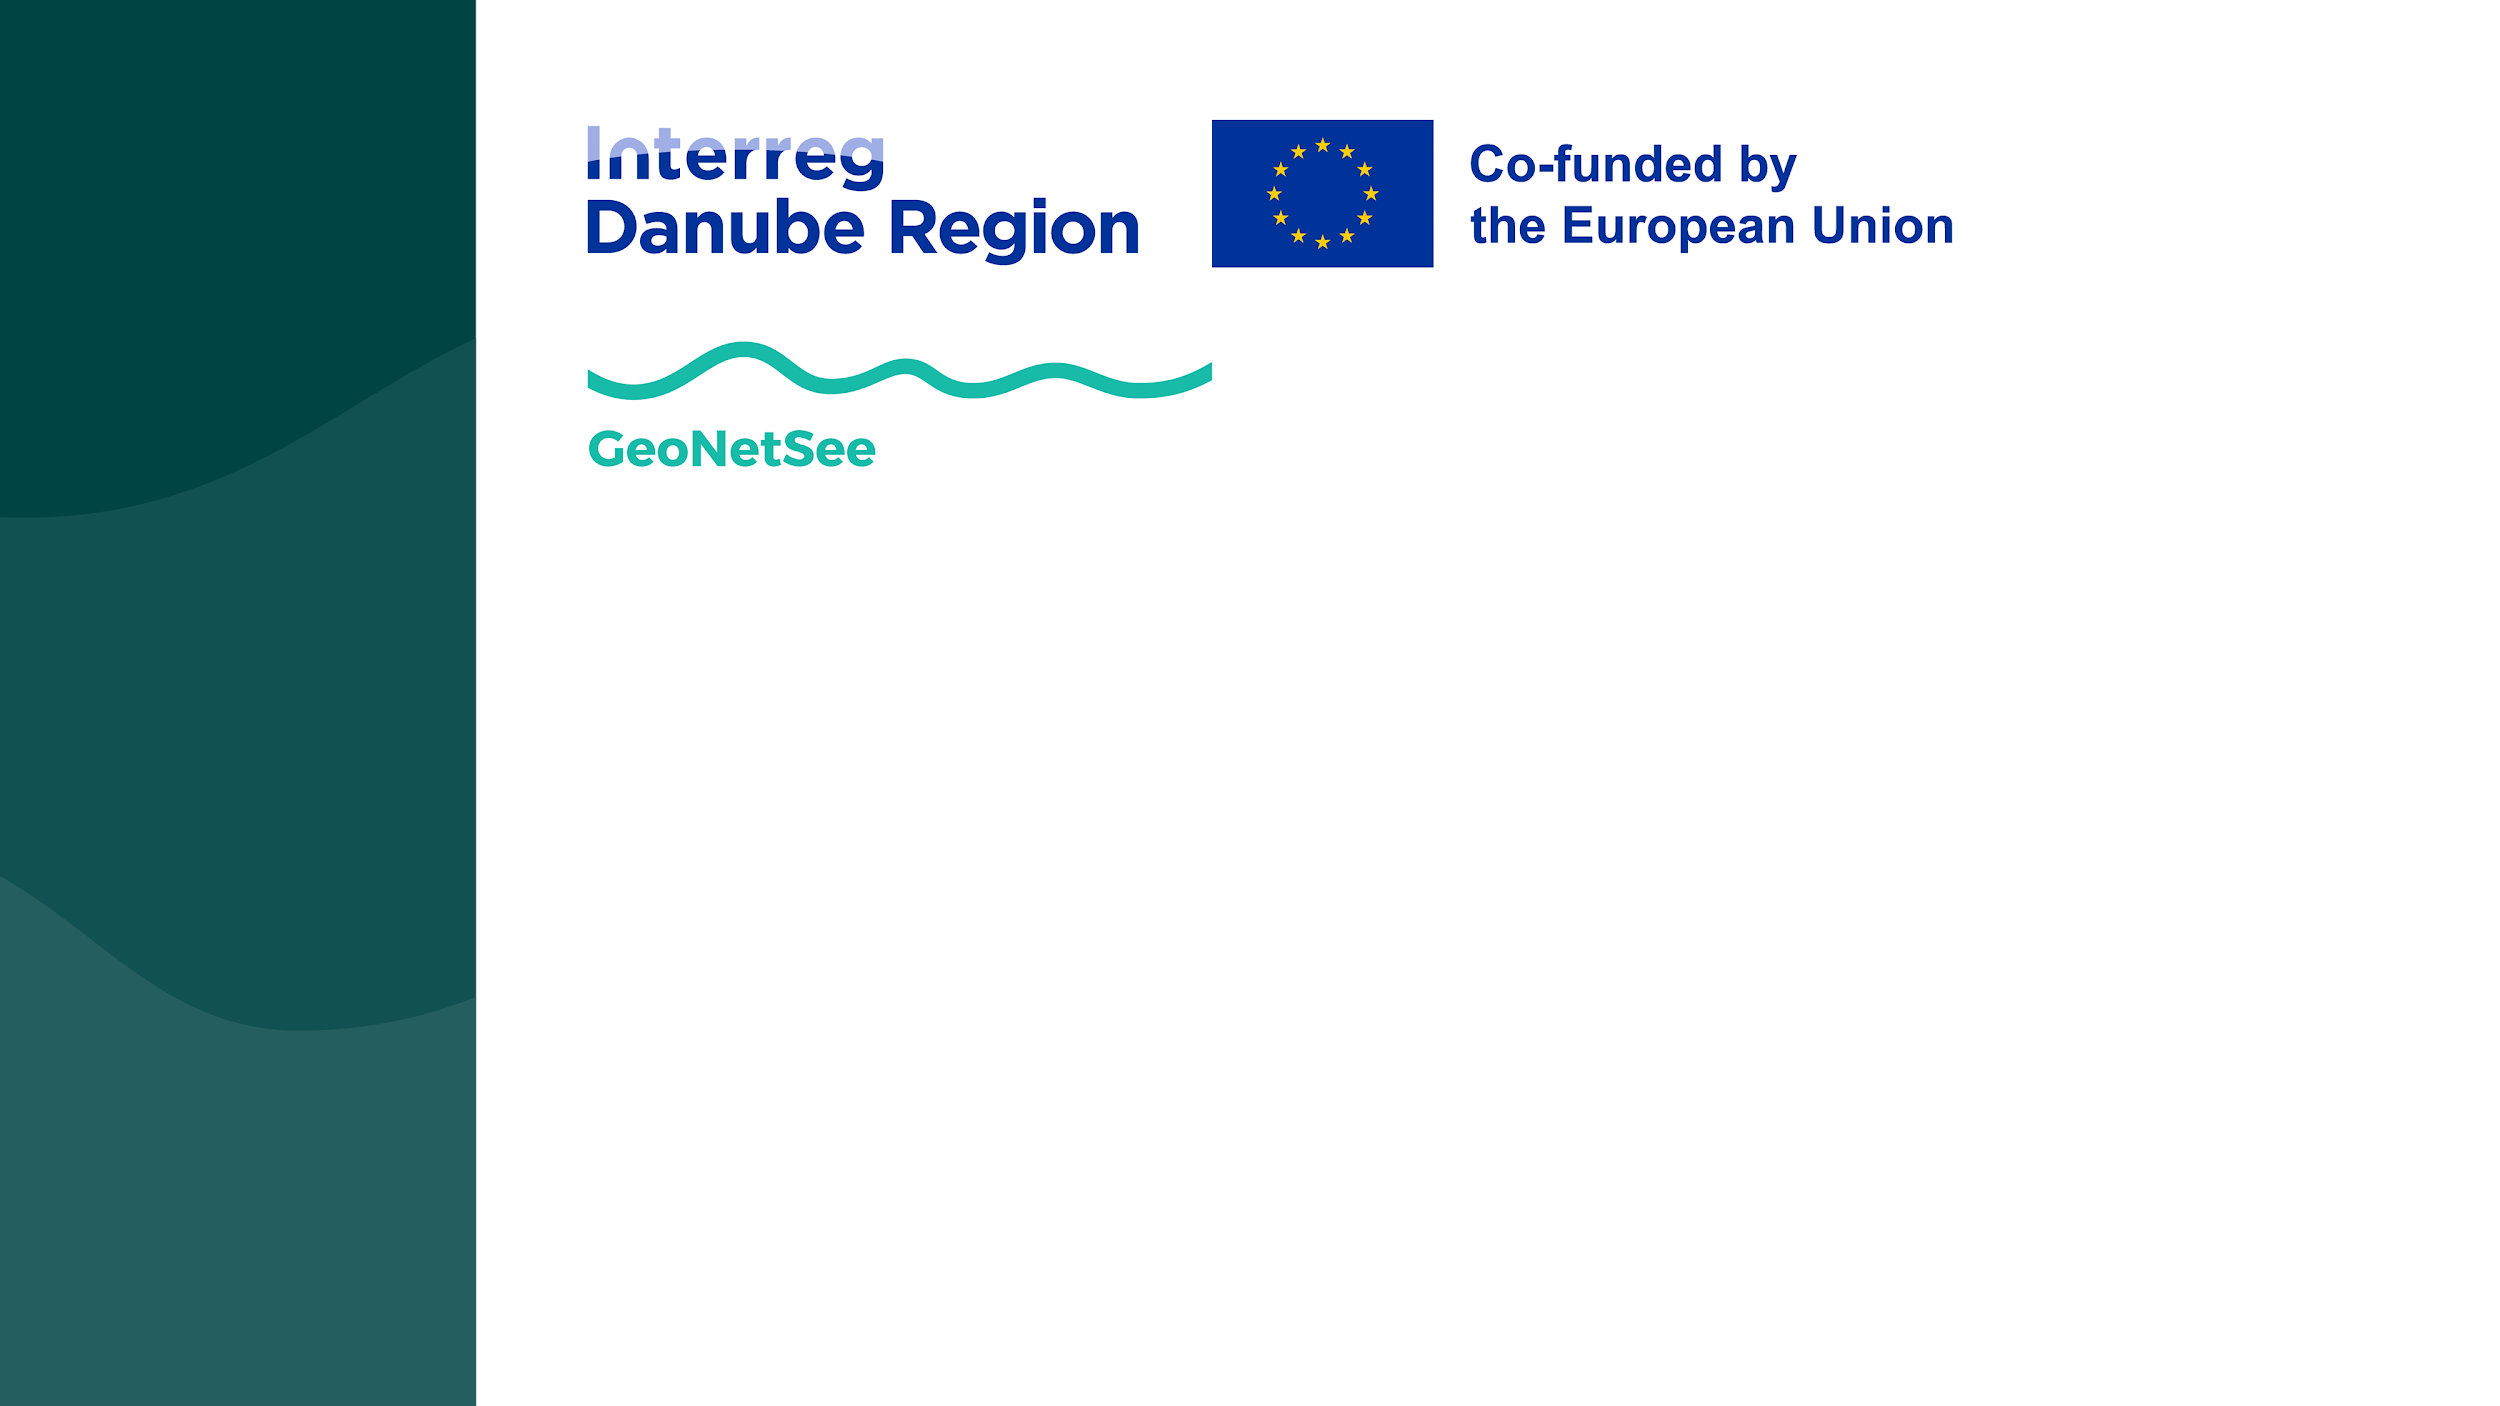 Interreg
Danube Region
Co-funded by
the European Union
GeoNetSee